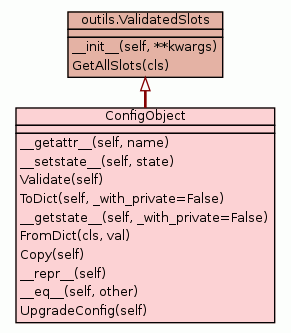 outils.ValidatedSlots
__init__(self, **kwargs)
GetAllSlots(cls)
ConfigObject
__getattr__(self, name)
__setstate__(self, state)
Validate(self)
ToDict(self, _with_private=False)
__getstate__(self, _with_private=False)
FromDict(cls, val)
Copy(self)
__repr__(self)
__eq__(self, other)
UpgradeConfig(self)